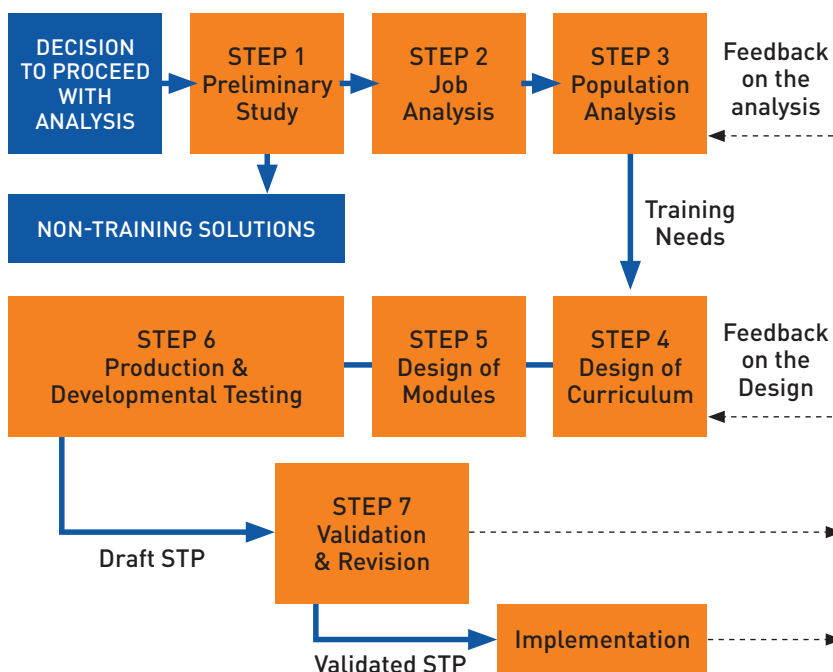 DECISION
TO PROCEED
WITH
ANALYSIS
STEP 1
Preliminary
Study
STEP 2
Job
Analysis
STEP 3
Population
Analysis
Feedback
on the
analysis
NON-TRAINING SOLUTIONS
Training
Needs
STEP 6
Production &
Developmental Testing
STEP 5
Design of
Modules
STEP 4
Design of
Curriculum
Feedback
on the
Design
STEP 7
Validation
& Revision
Draft STP
Implementation
Validated STP